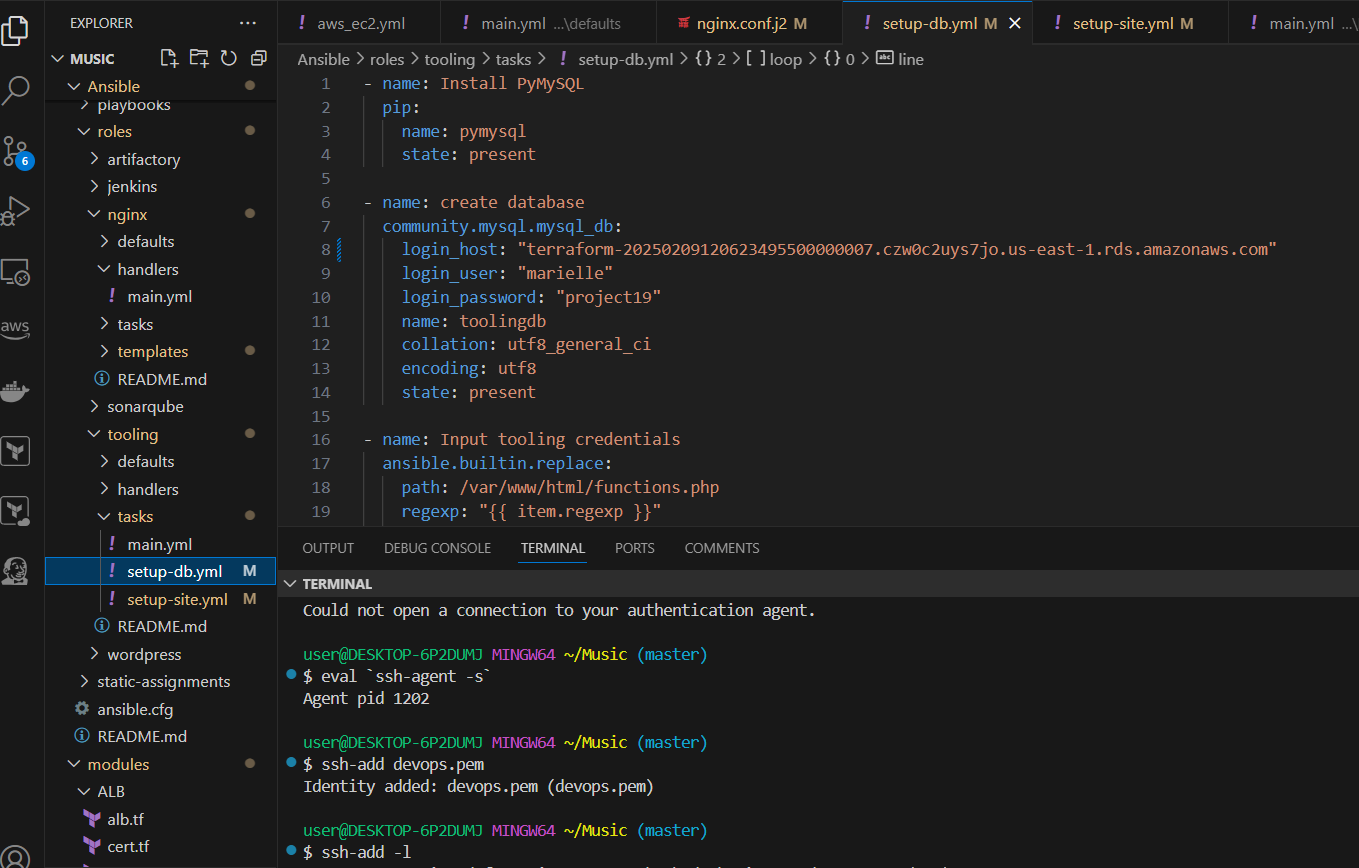 EXPLORER
MUSIC
Ansible
playbooks
roles
artifactory
jenkins
nginx
defaults
handlers
main.yml
tasks
templates
README.md
sonarqube
tooling
defaults
handlers
tasks
main.yml
setup-db.yml M
setup-site.yml M
README.md
wordpress
static-assignments
ansible.cfg
README.md
modules
ALB
alb.tf
cert.tf
6
aws
aws_ec2.yml
main.yml ...\defaults
nginx.conf.j2 M
setup-db.yml M
setup-site.yml M
main.yml ...\
Ansible > roles > tooling > tasks > ! setup-db.yml > {} 2 > [ ] loop > {} 0 > abc line
1 - name: Install PyMySQL
2 pip:
3 name: pymysql
4 state: present
5
6 - name: create database
7 community.mysql.mysql_db:
8 login_host: "terraform-20250209120623495500000007.czw0c2uys7jo.us-east-1.rds.amazonaws.com"
9 login_user: "marielle"
10 login_password: "project19"
11 name: toolingdb
12 collation: utf8_general_ci
13 encoding: utf8
14 state: present
15
16 - name: Input tooling credentials
17 ansible.builtin.replace:
18 path: /var/www/html/functions.php
19 regexp: "{{ item.regexp }}"
OUTPUT DEBUG CONSOLE TERMINAL PORTS COMMENTS
TERMINAL
Could not open a connection to your authentication agent.
user@DESKTOP-6P2DUMJ MINGW64 ~/Music (master)
$ eval `ssh-agent -s`
Agent pid 1202
user@DESKTOP-6P2DUMJ MINGW64 ~/Music (master)
$ ssh-add devops.pem
Identity added: devops.pem (devops.pem)
user@DESKTOP-6P2DUMJ MINGW64 ~/Music (master)
$ ssh-add -l